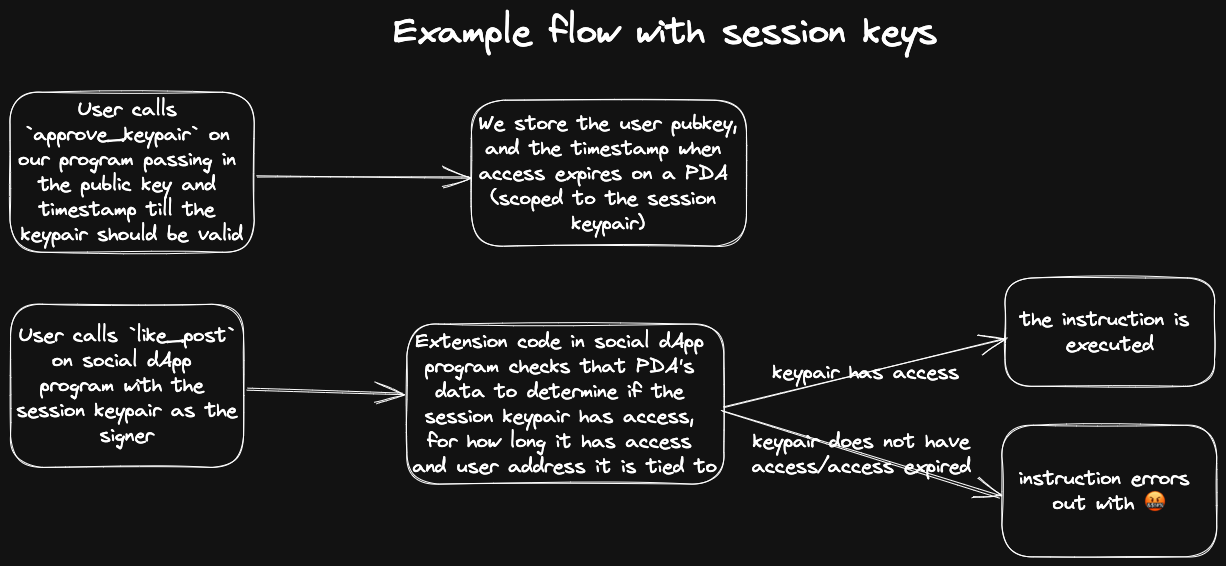 Example flow with session keys
User calls
`approve_keypair` on
our program passing in
the public key and
timestamp till the
keypair should be valid
We store the user pubkey,
and the timestamp when
access expires on a PDA
(scoped to the session
keypair)
User calls `like_post`
on social dApp
program with the
session keypair as the
signer
Extension code in social dApp
program checks that PDA's
data to determine if the
session keypair has access,
for how long it has access
and user address it is tied to
keypair has access
the instruction is
executed
keypair does not have
access/access expired
instruction errors
out with 🤬